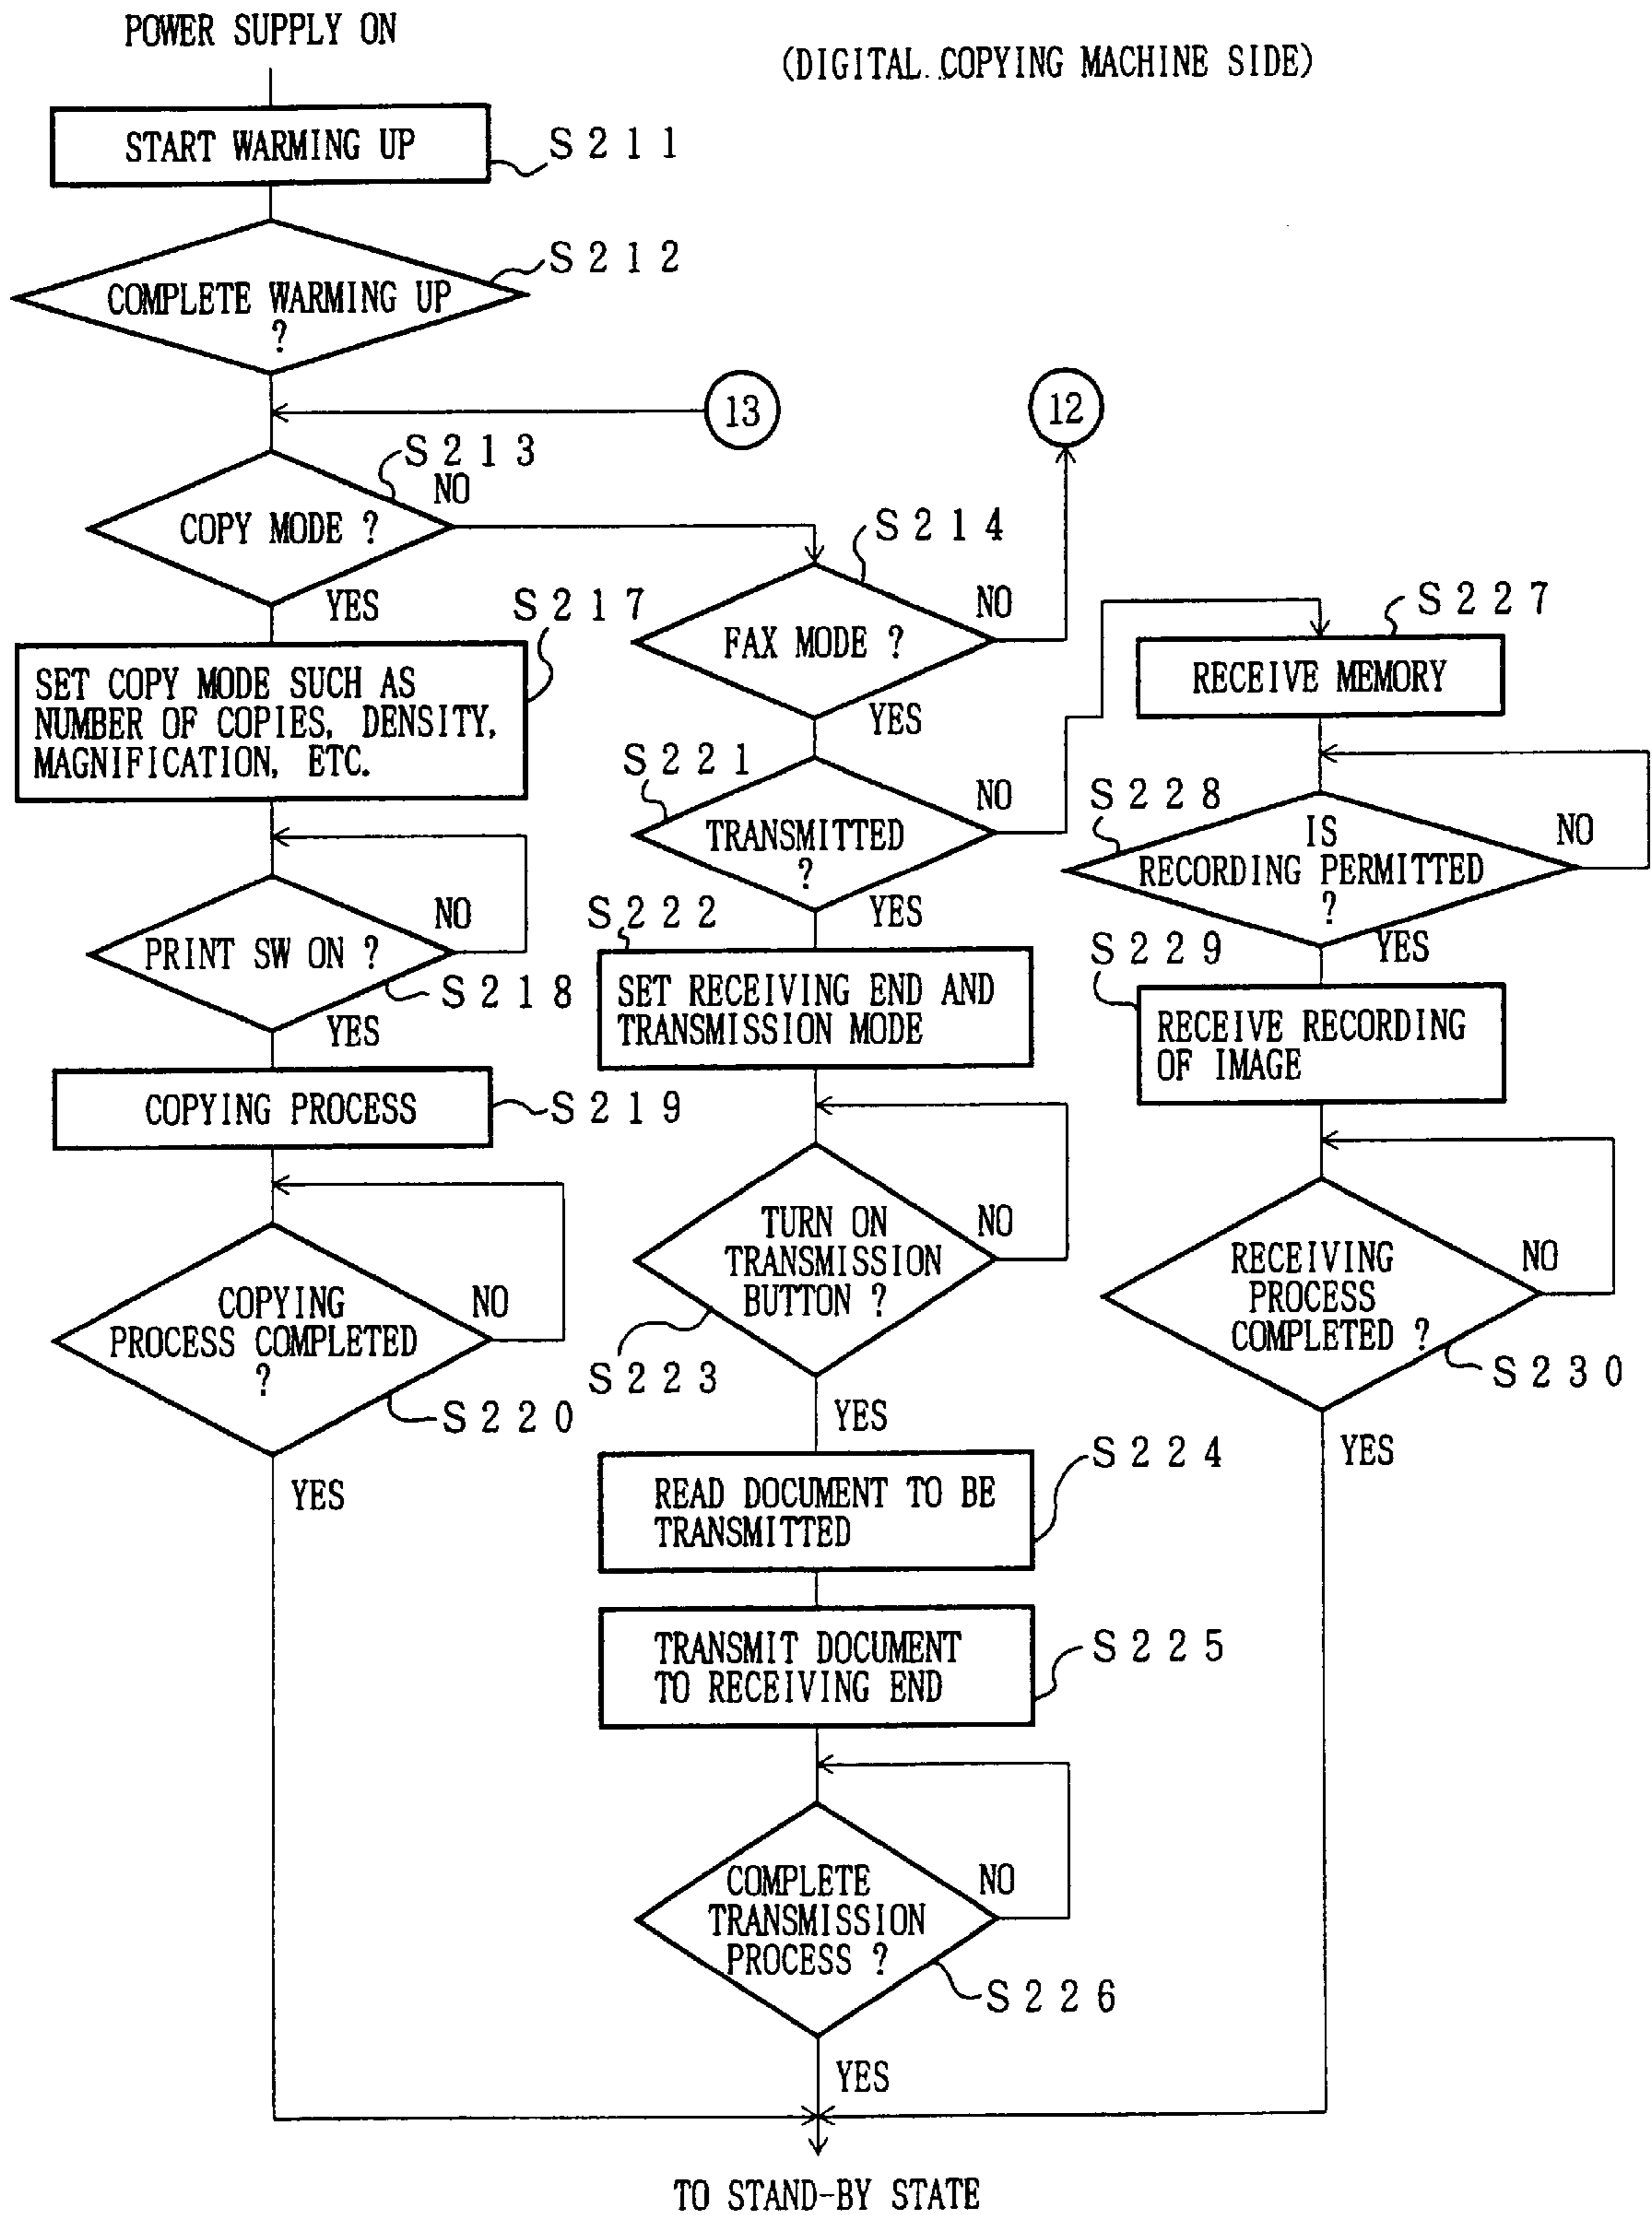 POWER SUPPLY ON
(DIGITAL COPYING MACHINE SIDE)
START WARMING UP
S211
S212
COMPLETE WARMING UP
?
13
12
S213
NO
COPY MODE ?
YES
S214
NO
FAX MODE ?
YES
S217
SET COPY MODE SUCH AS
NUMBER OF COPIES, DENSITY,
MAGNIFICATION, ETC.
S227
RECEIVE MEMORY
S221
NO
TRANSMITTED
?
YES
S228
IS
NO
RECORDING PERMITTED
?
YES
NO
PRINT SW ON ?
S218
YES
S222
SET RECEIVING END AND
TRANSMISSION MODE
S229
RECEIVE RECORDING
OF IMAGE
COPYING PROCESS
S219
TURN ON
NO
TRANSMISSION
BUTTON ?
S223
YES
RECEIVING
NO
PROCESS
COMPLETED ?
S230
YES
COPYING
NO
PROCESS COMPLETED
?
S220
YES
S224
READ DOCUMENT TO BE
TRANSMITTED
TRANSMIT DOCUMENT
TO RECEIVING END
S225
COMPLETE
NO
TRANSMISSION
PROCESS ?
S226
YES
TO STAND-BY STATE